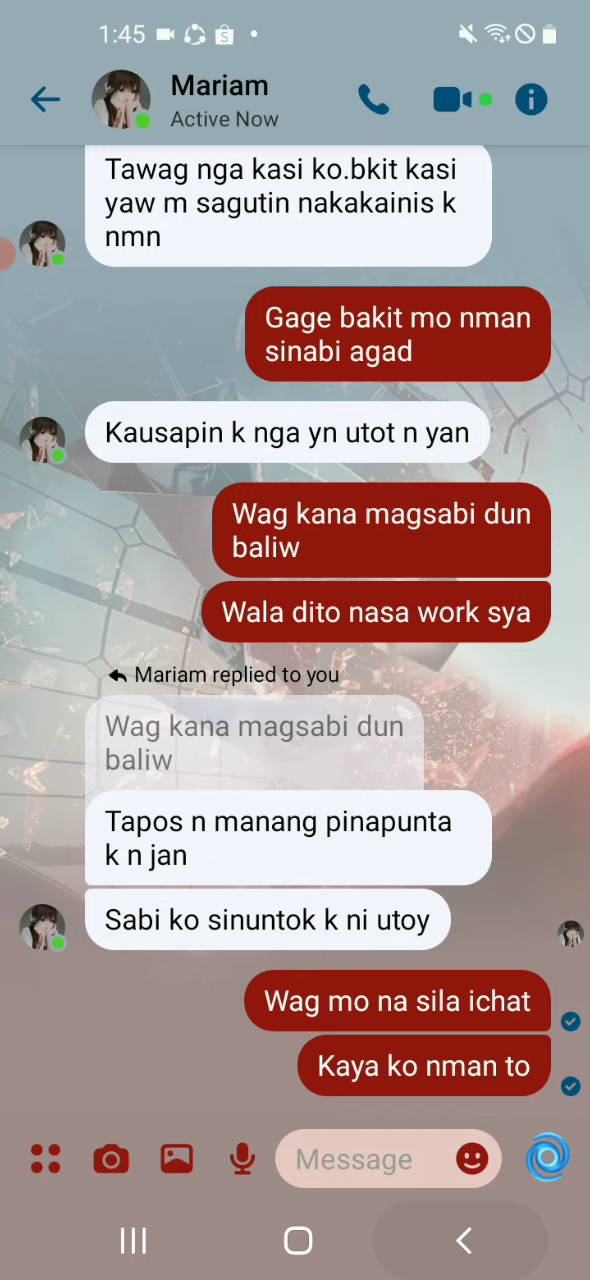 1:45
Mariam
Active Now
Tawag nga kasi ko.bkit kasi
yaw m sagutin nakakainis k
nmn
Gage bakit mo nman
sinabi agad
Kausapin k nga yn utot n yan
Wag kana magsabi dun
baliw
Wala dito nasa work sya
Mariam replied to you
Wag kana magsabi dun
baliw
Tapos n manang pinapunta
k n jan
Sabi ko sinuntok k ni utoy
Wag mo na sila ichat
Kaya ko nman to
Message